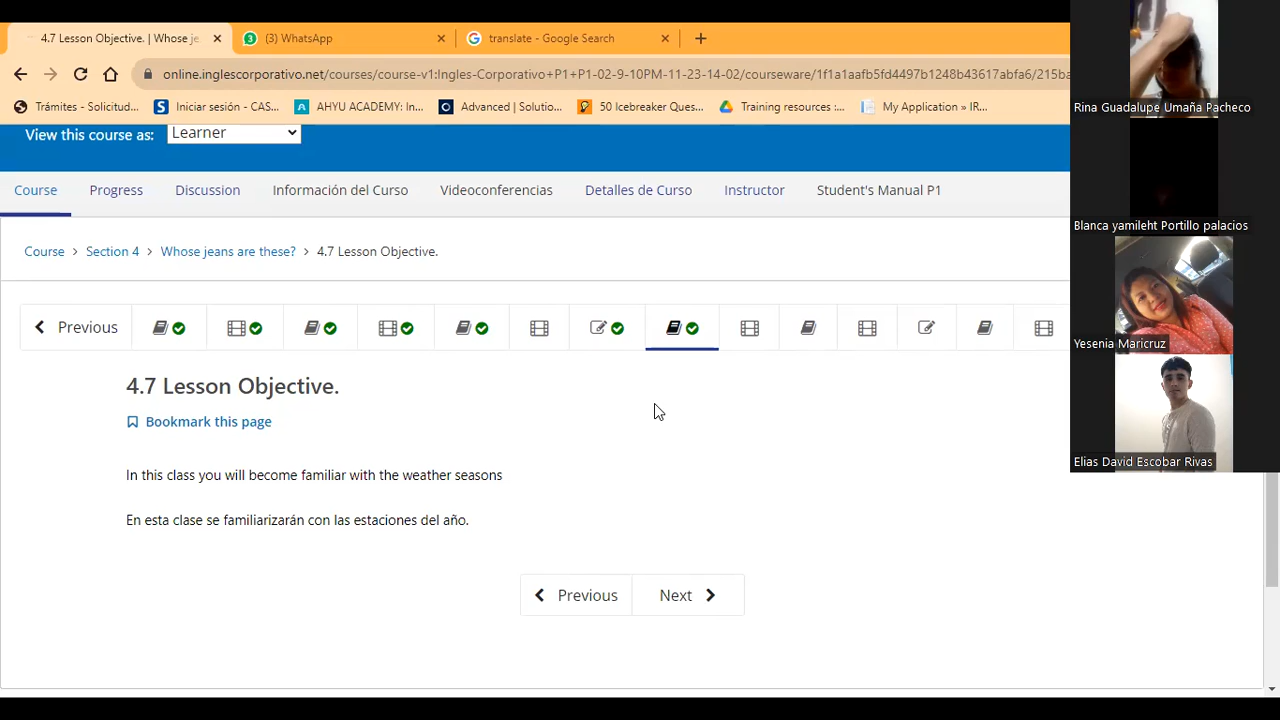 4.7 Lesson Objective. | Whose je
(3) WhatsApp
translate - Google Search
online.inglescorporativo.net/courses/course-v1:Ingles-Corporativo+P1+P1-02-9-10PM-11-23-14-02/courseware/1f1a1aafb5fd4497b1248b43617abfa6/215ba
Trámites - Solicitud...
Iniciar sesión - CAS...
AHYU ACADEMY: In...
Advanced | Solutio...
50 Icebreaker Ques...
Training resources :...
My Application » IR...
View this course as:
Learner
Course
Progress
Discussion
Información del Curso
Videoconferencias
Detalles de Curso
Instructor
Student's Manual P1
Course > Section 4 > Whose jeans are these? > 4.7 Lesson Objective.
Previous
4.7 Lesson Objective.
Bookmark this page
In this class you will become familiar with the weather seasons
En esta clase se familiarizarán con las estaciones del año.
Previous
Next
Rina Guadalupe Umaña Pacheco
Blanca yamileht Portillo palacios
Yesenia Maricruz
Elias David Escobar Rivas